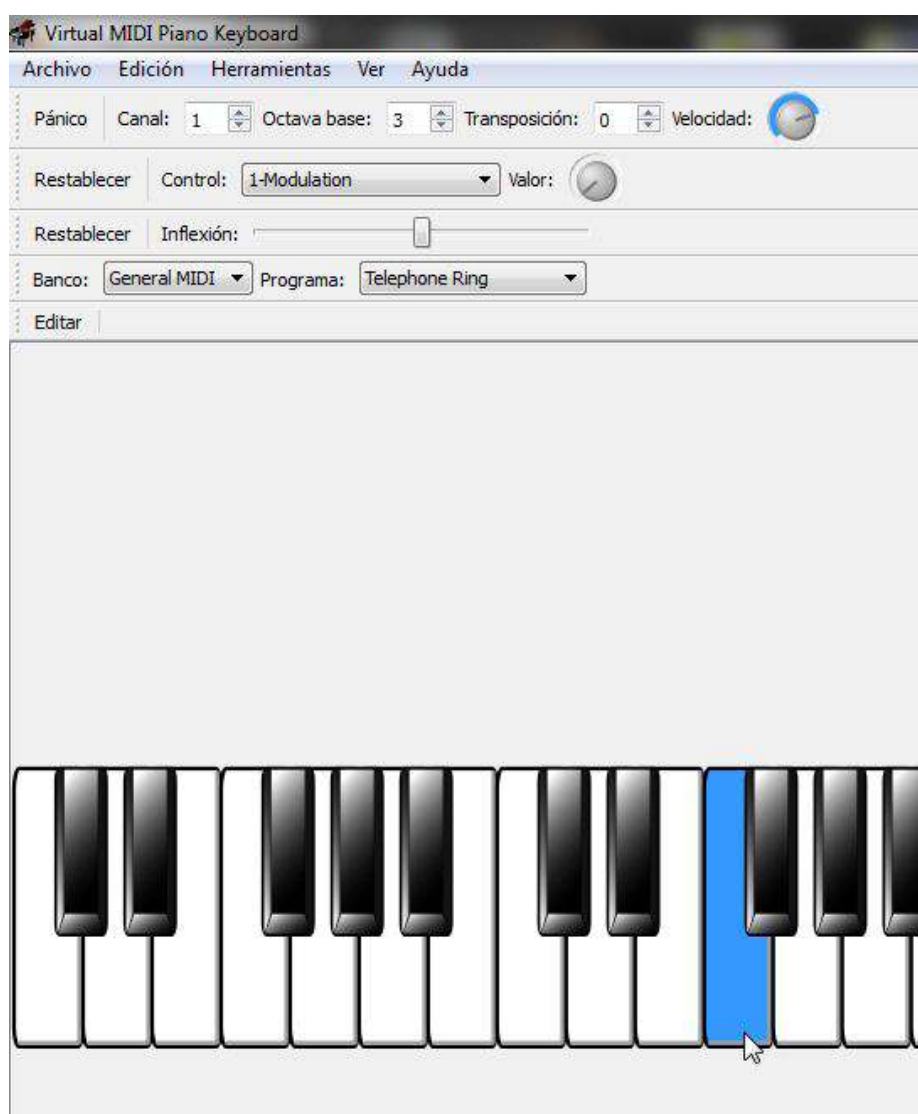 Virtual MIDI Piano Keyboard
Archivo Edición Herramientas Ver Ayuda
Pánico Canal: 1 Octava base: 3 Transposición: 0 Velocidad:
Restablecer Control: 1-Modulation Valor:
Restablecer Inflexión:
Banco: General MIDI Programa: Telephone Ring
Editar